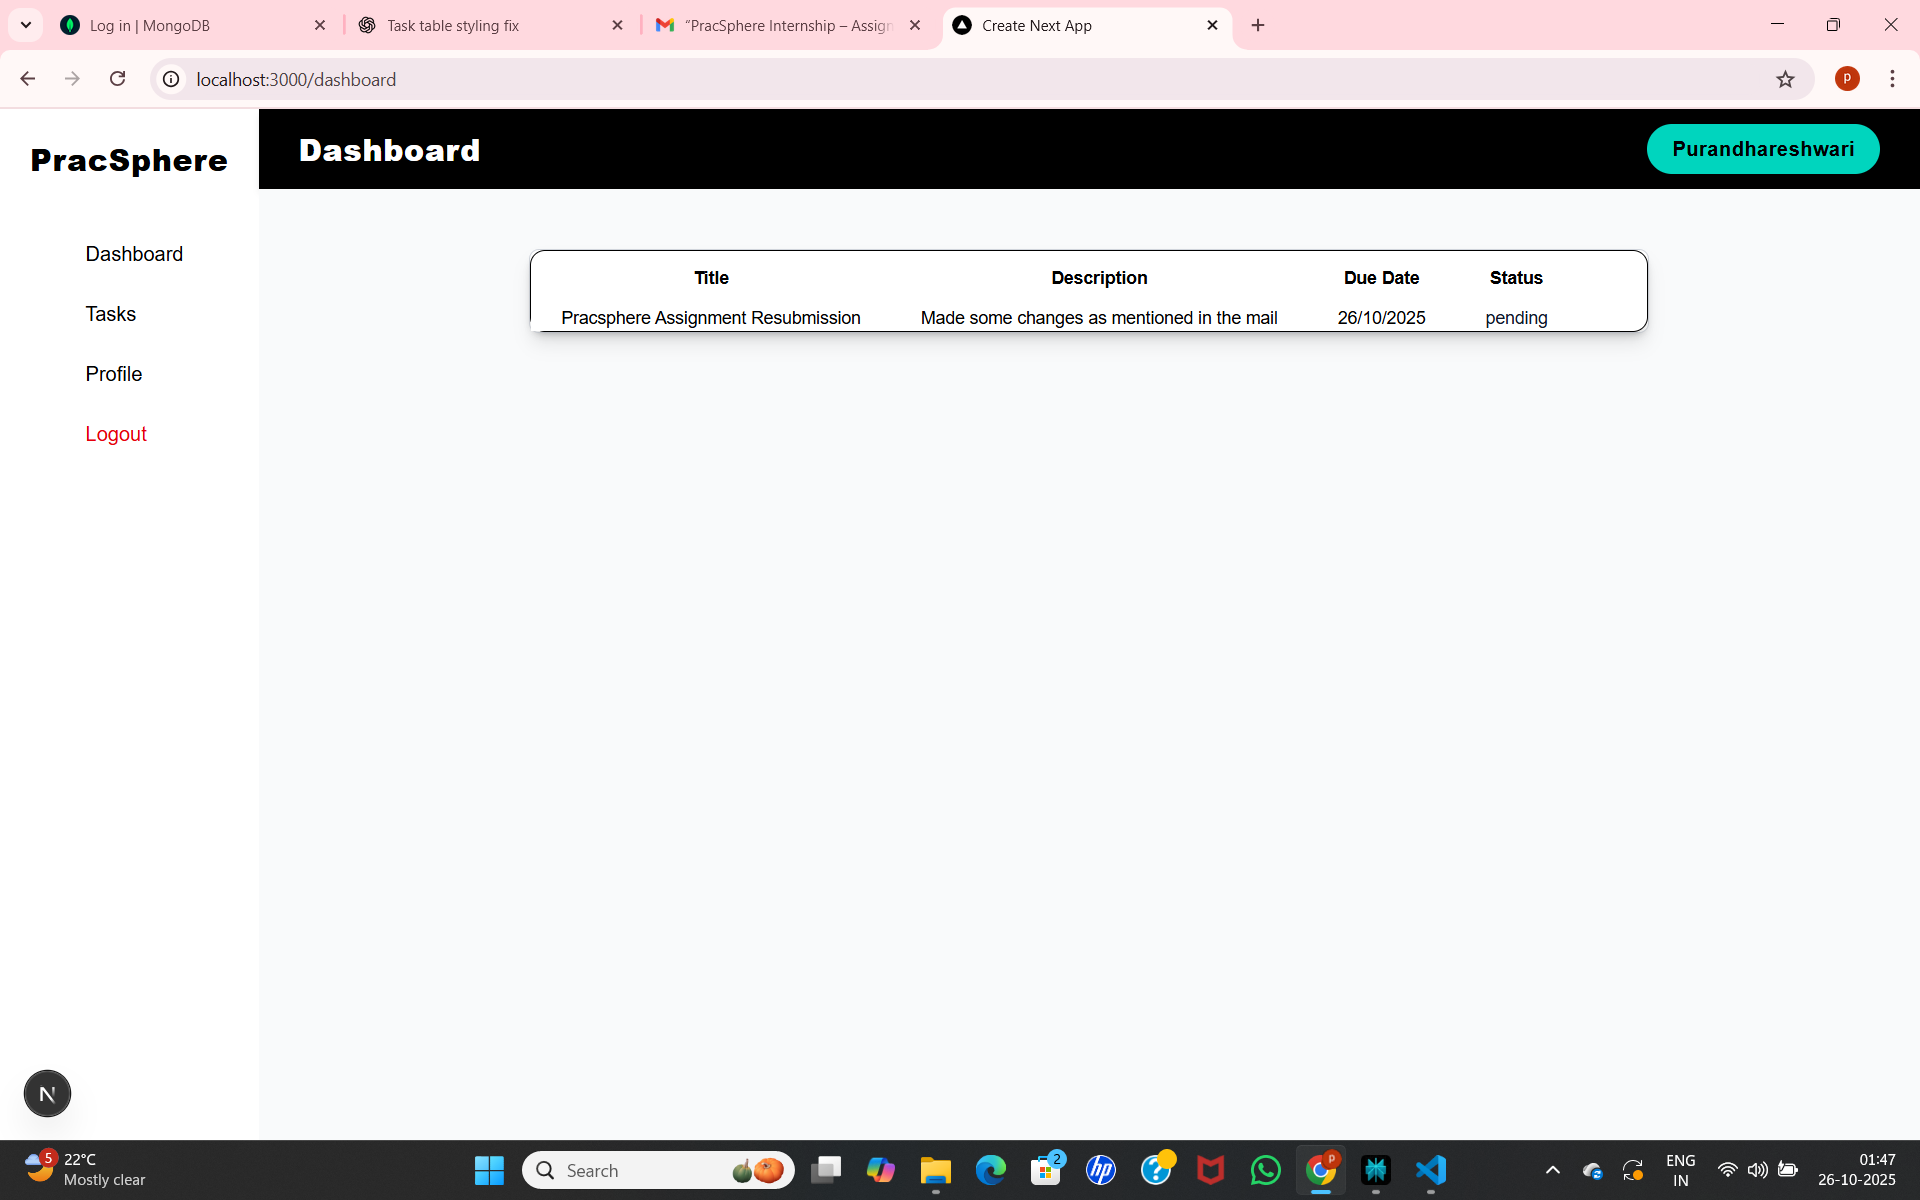 Log in | MongoDB
Task table styling fix
“PracSphere Internship – Assign
Create Next App
localhost:3000/dashboard
P
PracSphere
Dashboard
Purandhareshwari
Dashboard
Tasks
Profile
Logout
Title Description Due Date Status
Pracsphere Assignment Resubmission Made some changes as mentioned in the mail 26/10/2025 pending
N
5
22°C
Mostly clear
Search
2
hp
?
P
ENG
IN
01:47
26-10-2025